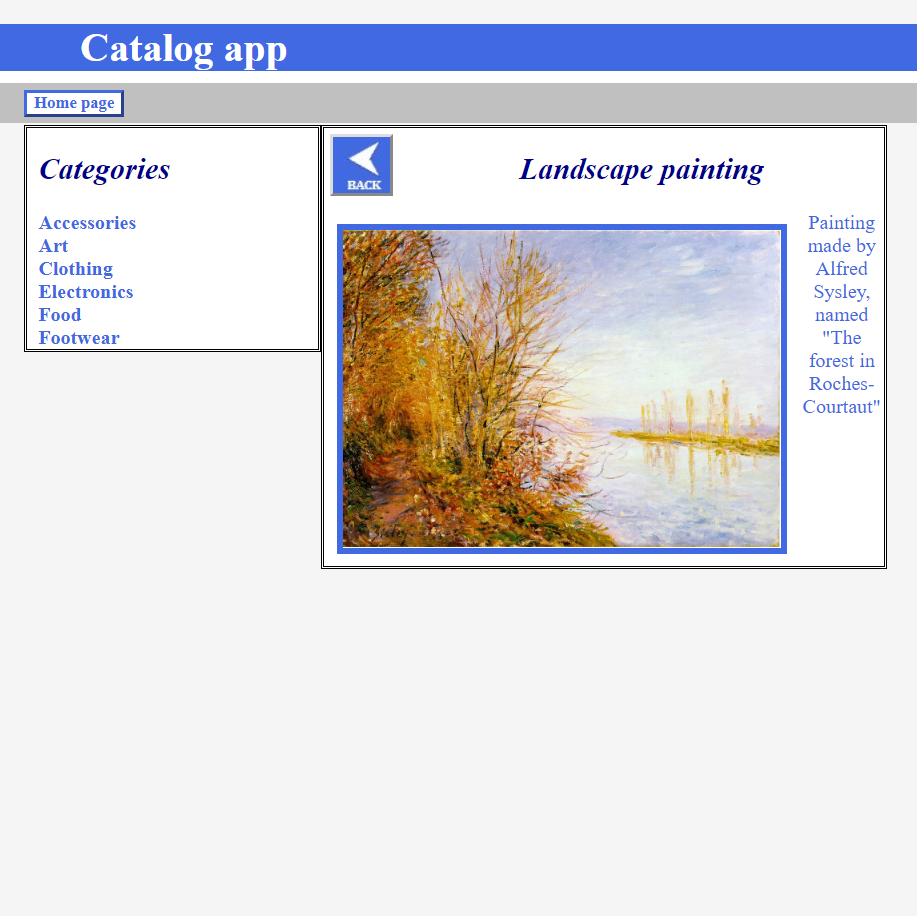 Catalog app
Home page
Categories
Accessories
Art
Clothing
Electronics
Food
Footwear
BACK
Landscape painting
Painting
made by
Alfred
Sysley,
named
"The
forest in
Roches-
Courtaut"